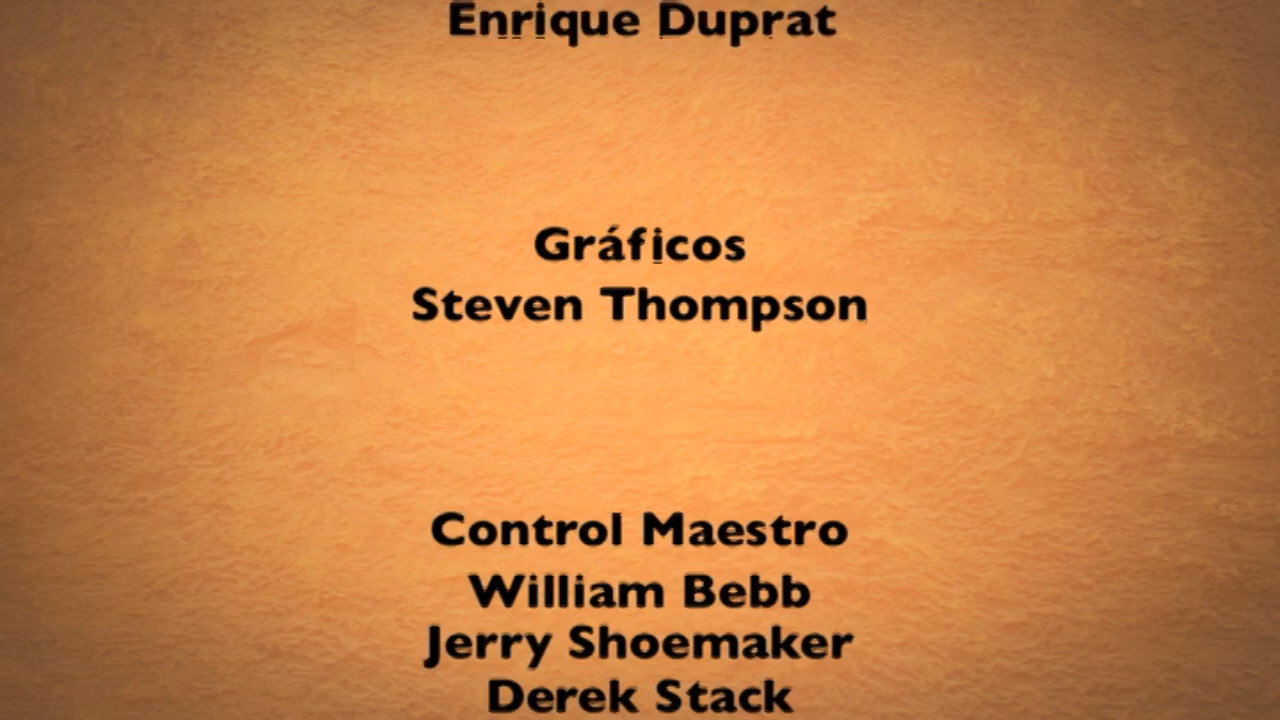 Enrique Duprat
Gráficos
Steven Thompson
Control Maestro
William Bebb
Jerry Shoemaker
Derek Stack